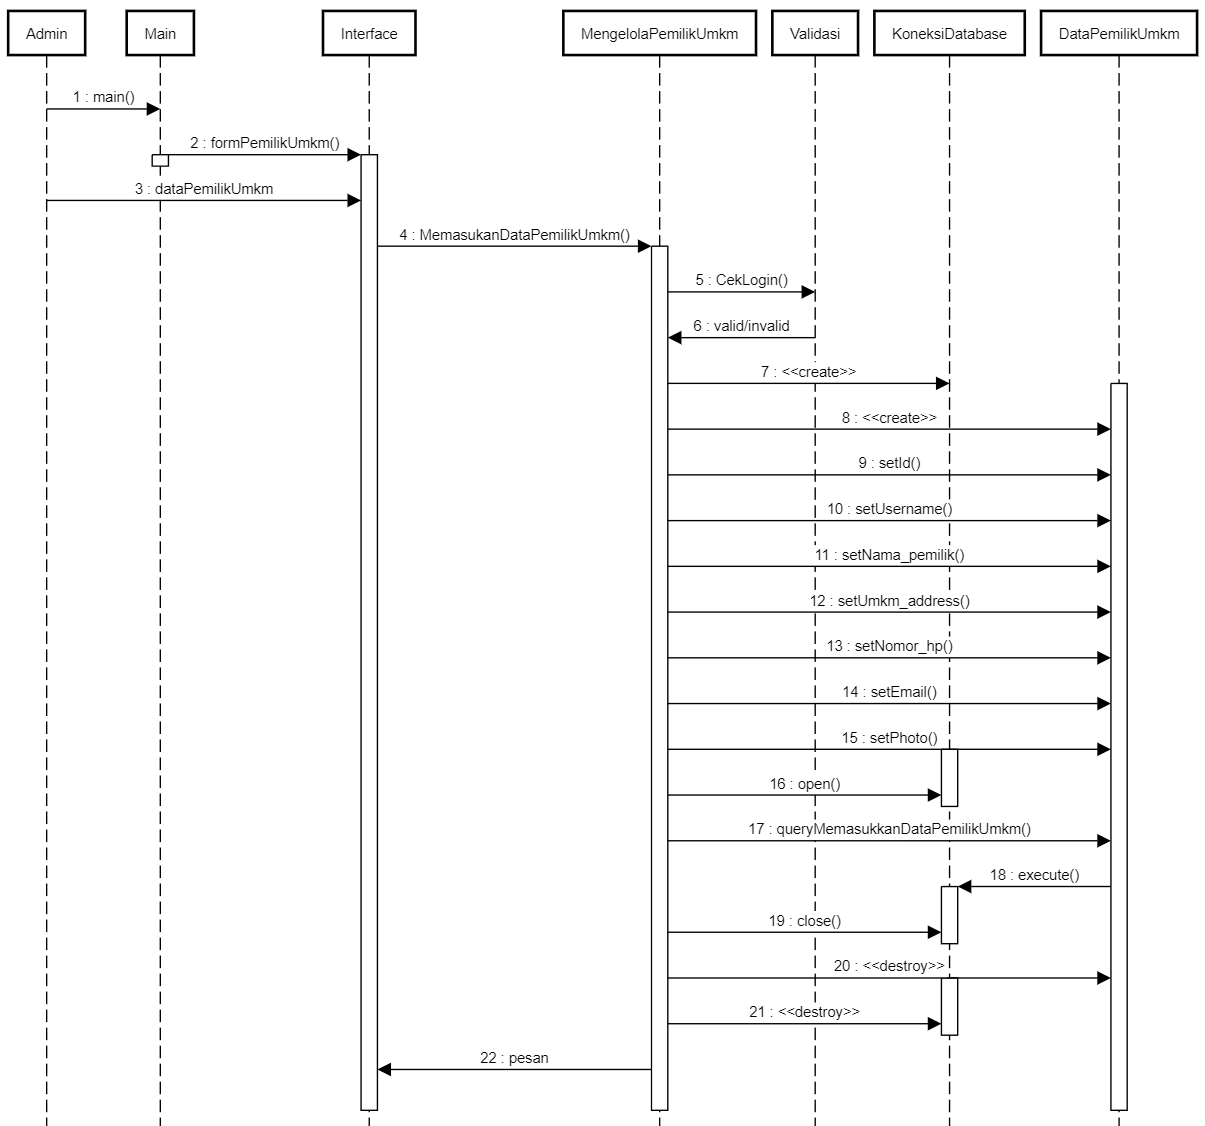 Admin
Main
Interface
MengelolaPemilikUmkm
Validasi
KoneksiDatabase
DataPemilikUmkm
1 : main()
2 : formPemilikUmkm()
3 : dataPemilikUmkm
4 : MemasukanDataPemilikUmkm()
5 : CekLogin()
6 : valid/invalid
7 : <<create>>
8 : <<create>>
9 : setId()
10 : setUsername()
11 : setNama_pemilik()
12 : setUmkm_address()
13 : setNomor_hp()
14 : setEmail()
15 : setPhoto()
16 : open()
17 : queryMemasukkanDataPemilikUmkm()
18 : execute()
19 : close()
20 : <<destroy>>
21 : <<destroy>>
22 : pesan